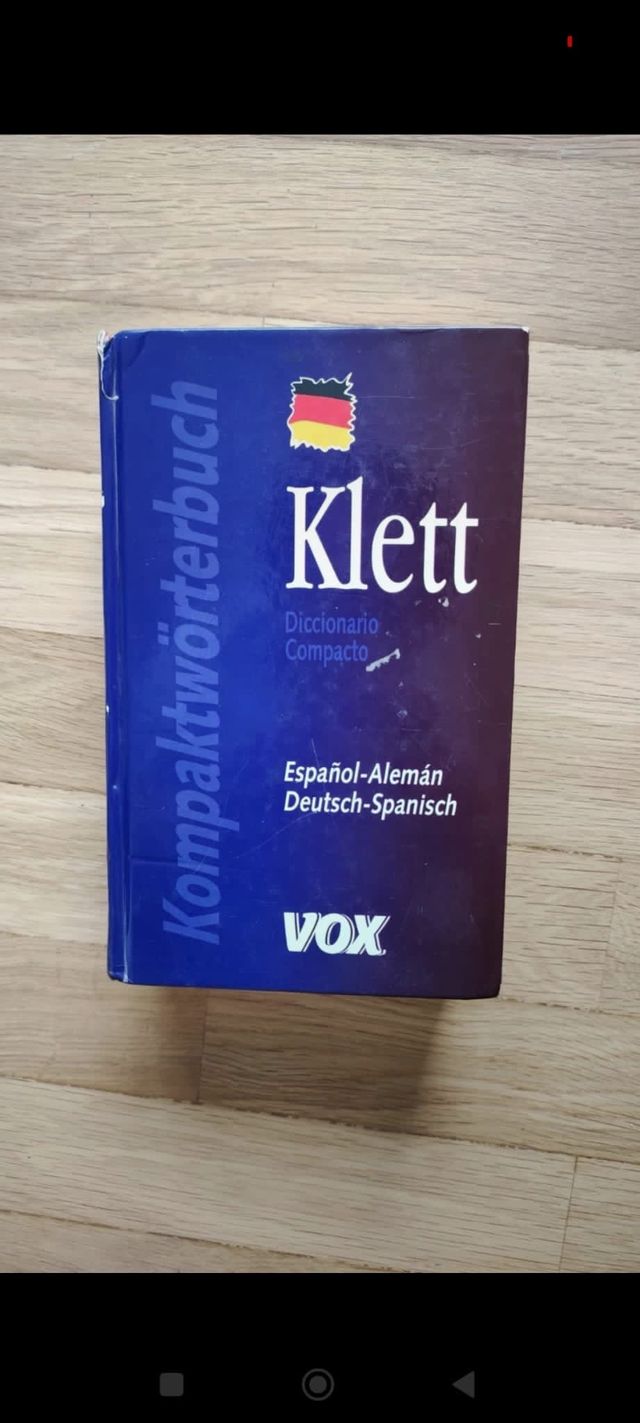 Kompaktwörterbuch
Klett
Diccionario
Compacto
Español-Alemán
Deutsch-Spanisch
VOX